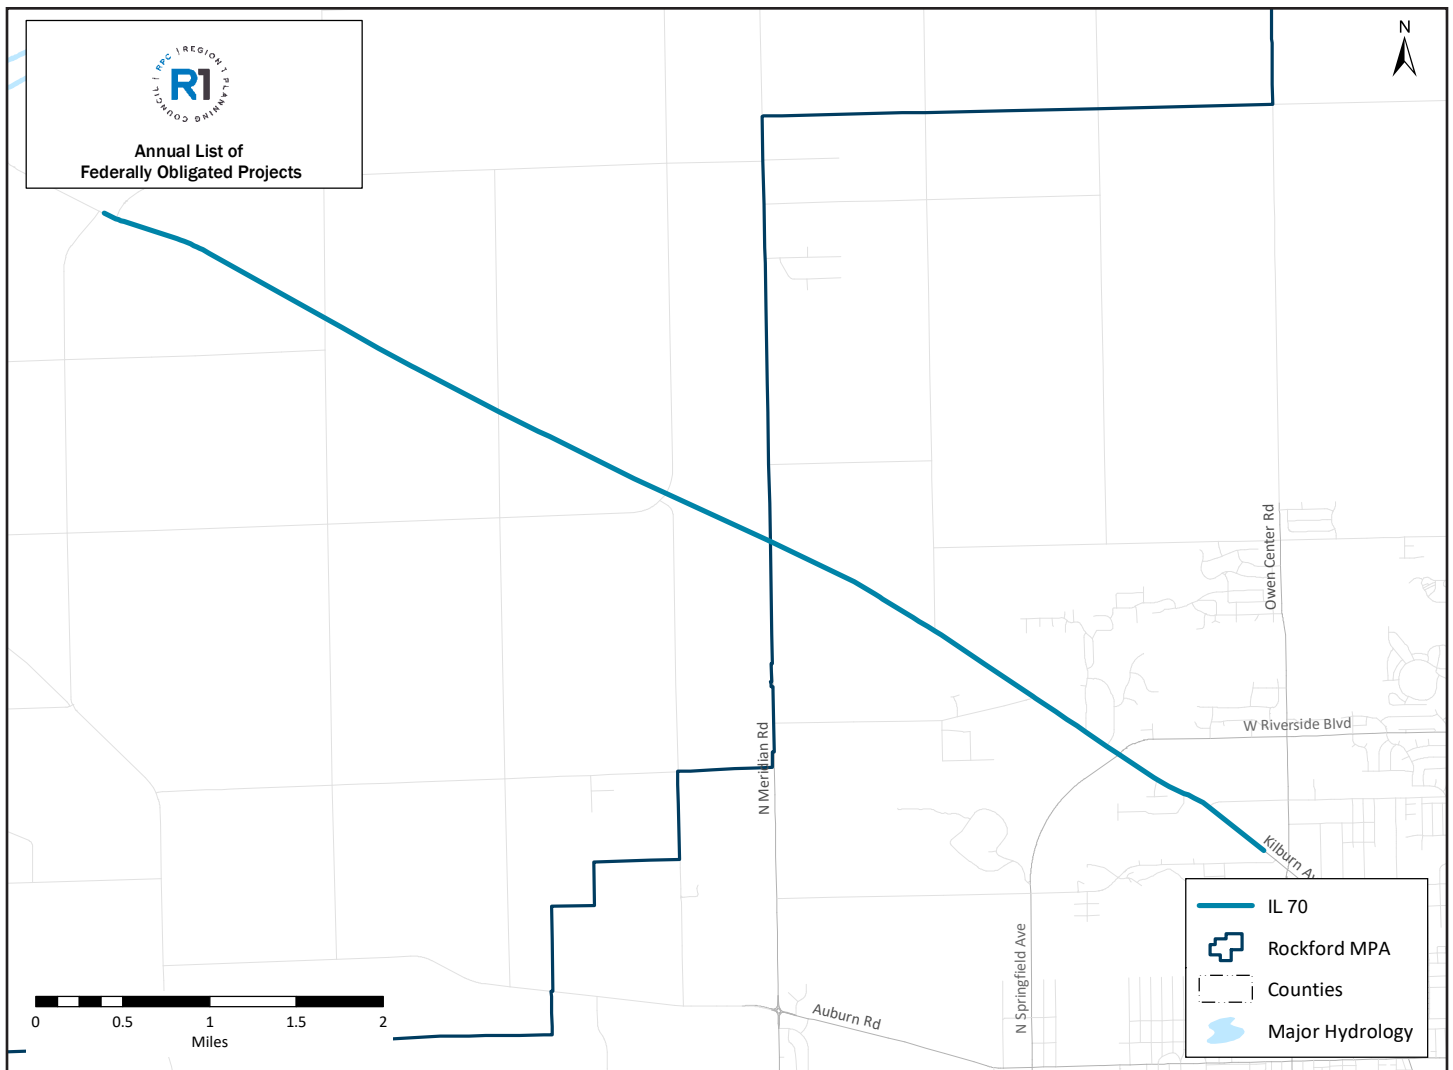 RPC | REGION 1 PLANNING COUNCIL |
R1
Annual List of
Federally Obligated Projects
N
Owen Center Rd
W Riverside Blvd
N Meridian Rd
Kilburn Av
N Springfield Ave
Auburn Rd
IL 70
Rockford MPA
Counties
Major Hydrology
0 0.5 1 1.5 2
Miles